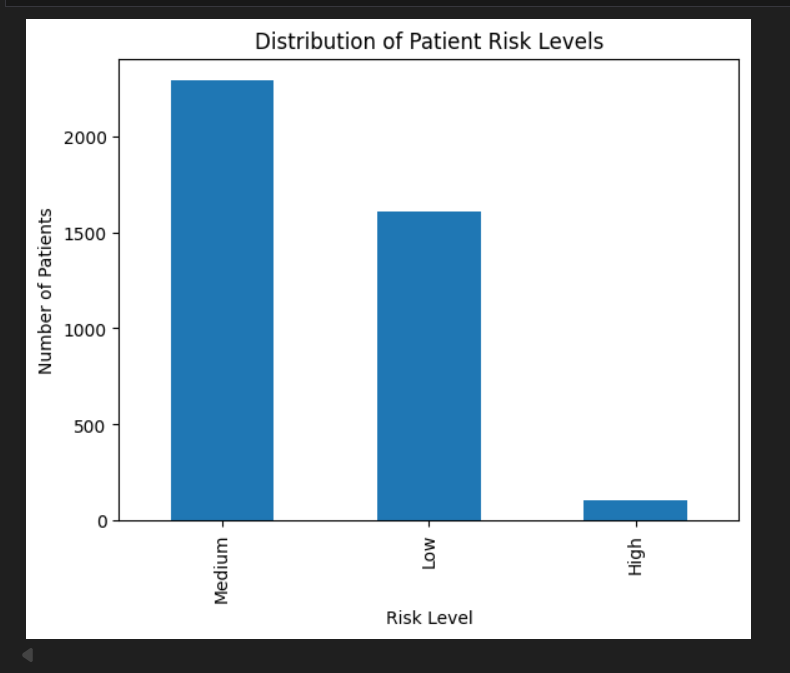 Distribution of Patient Risk Levels
Number of Patients
2000
1500
1000
500
0
Medium
Low
High
Risk Level